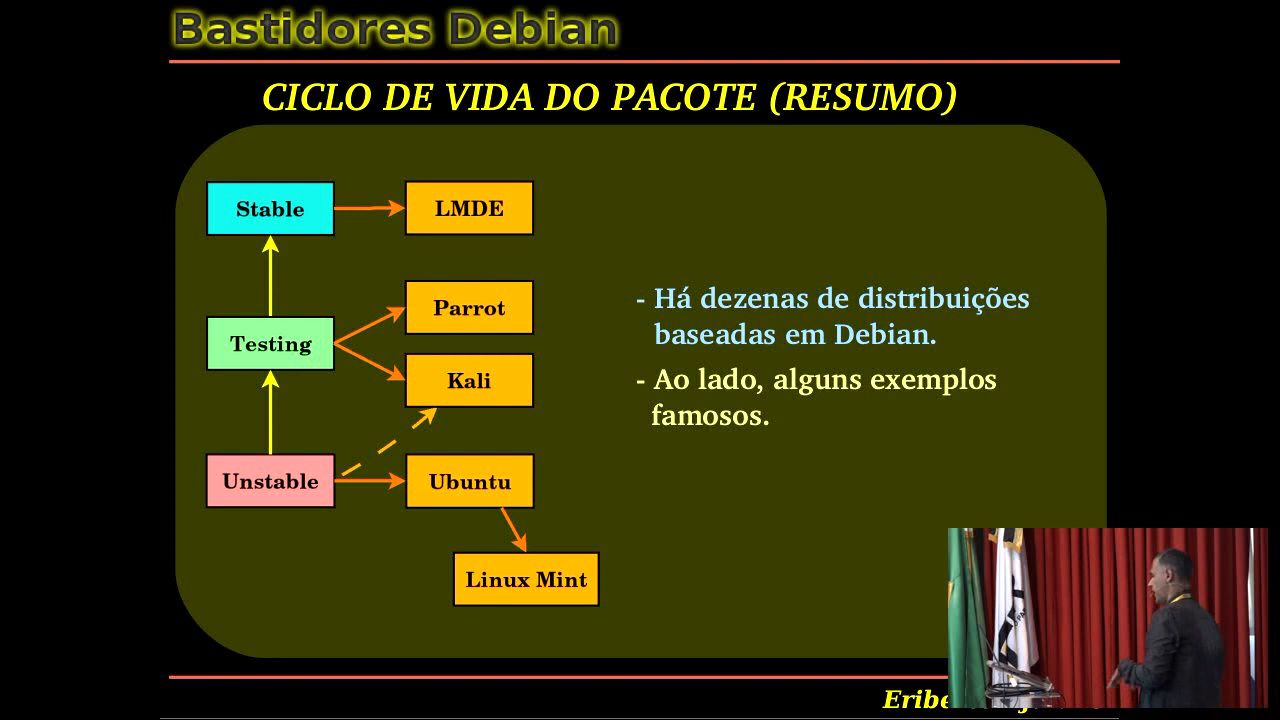 Bastidores Debian
CICLO DE VIDA DO PACOTE (RESUMO)
Stable
LMDE
Parrot
Testing
Kali
Unstable
Ubuntu
Linux Mint
- Há dezenas de distribuições
baseadas em Debian.
- Ao lado, alguns exemplos
famosos.